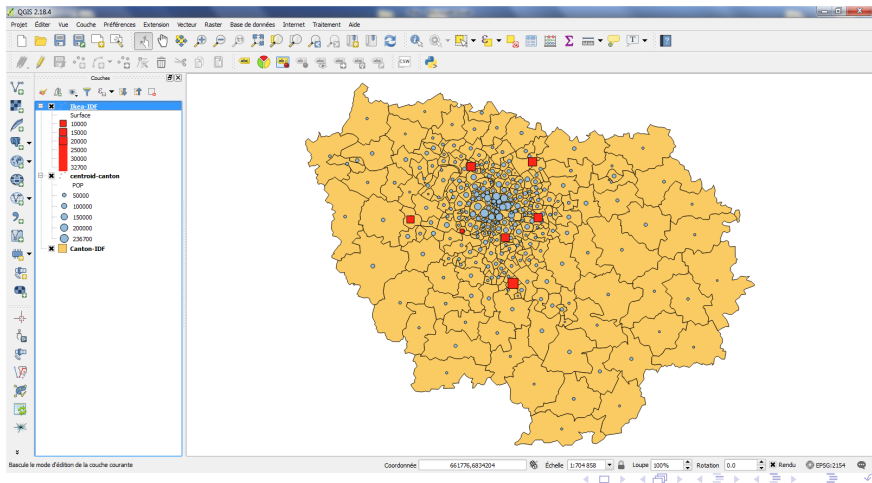 QGIS 2.18.4
Projet Éditer Vue Couche Préférences Extension Vecteur Raster Base de données Internet Traitement Aide
CSW
Couches
Ikea-IDF
Surface
10000
15000
20000
25000
30000
32700
centroid-canton
POP
50000
100000
150000
200000
236700
Canton-IDF
Bascule le mode d'édition de la couche courante
Coordonnée 661776,6834204 Échelle 1:704 858 Loupe 100% Rotation 0.0 Rendu EPSG:2154